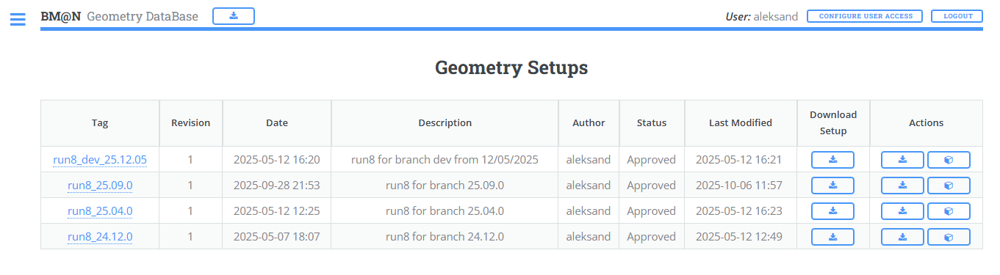 BM@N Geometry DataBase User: aleksand CONFIGURE USER ACCESS LOGOUT
Geometry Setups
Tag Revision Date Description Author Status Last Modified Download Setup Actions
run8_dev_25.12.05 1 2025-05-12 16:20 run8 for branch dev from 12/05/2025 aleksand Approved 2025-05-12 16:21
run8_25.09.0 1 2025-09-28 21:53 run8 for branch 25.09.0 aleksand Approved 2025-10-06 11:57
run8_25.04.0 1 2025-05-12 12:25 run8 for branch 25.04.0 aleksand Approved 2025-05-12 16:23
run8_24.12.0 1 2025-05-07 18:07 run8 for branch 24.12.0 aleksand Approved 2025-05-12 12:49